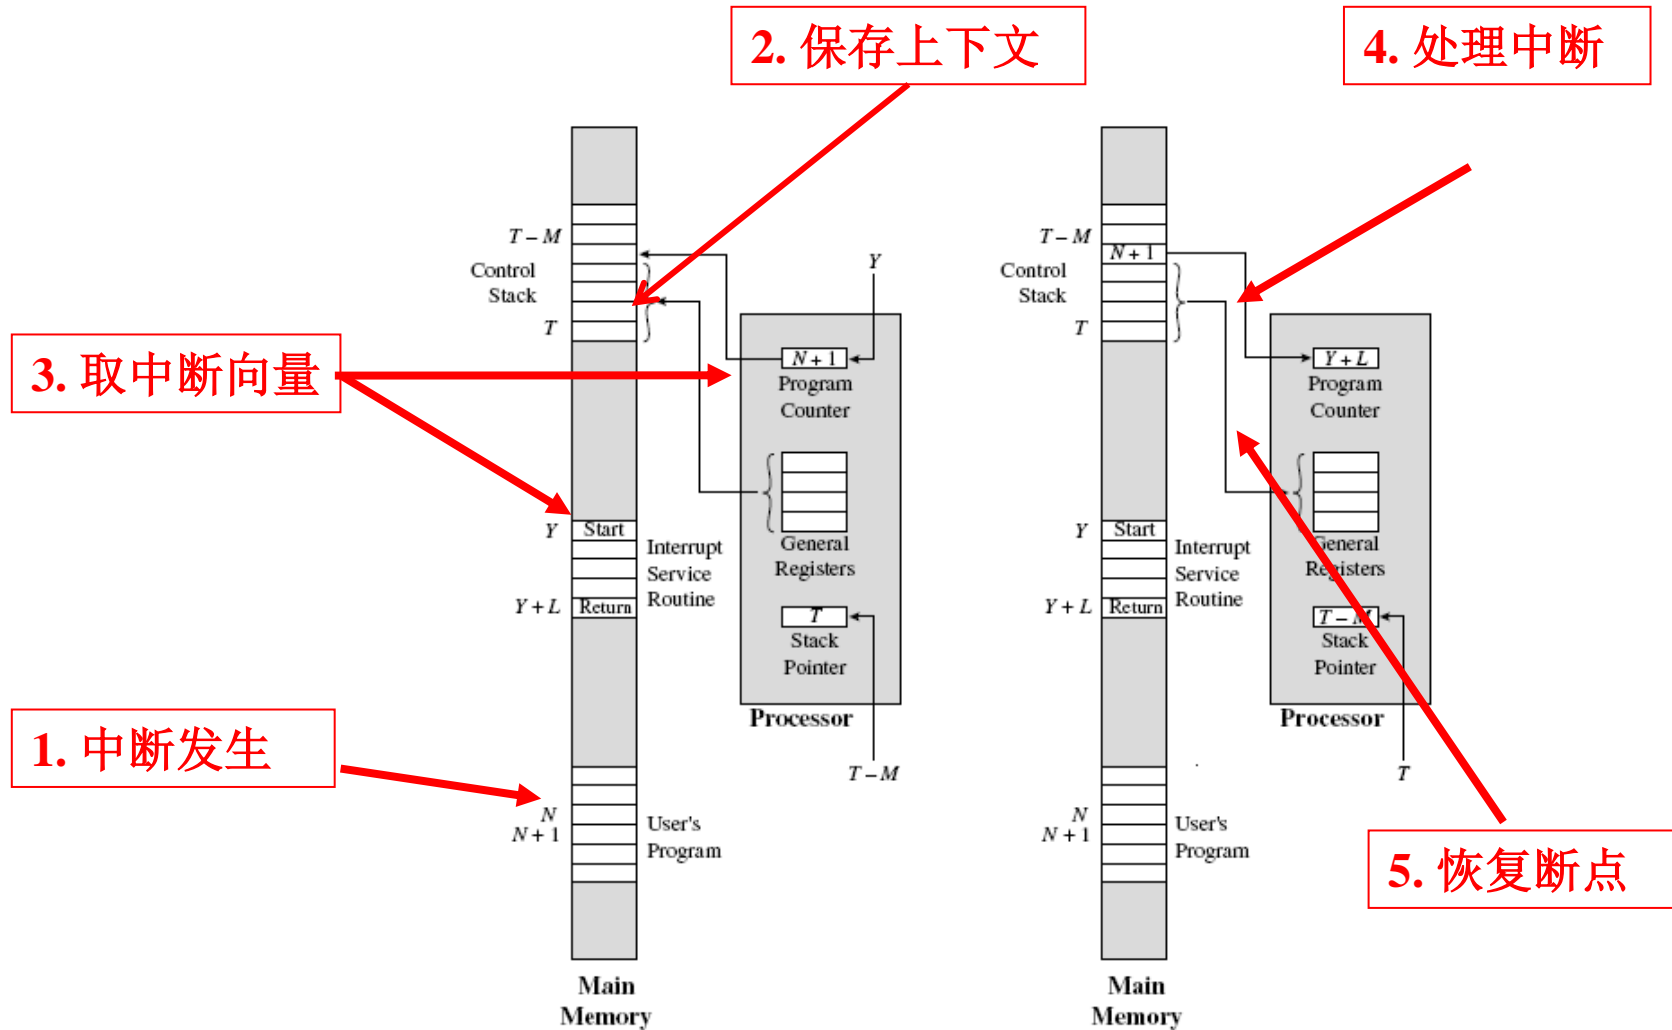 2. 保存上下文
4. 处理中断
3. 取中断向量
1. 中断发生
5. 恢复断点
T – M
Control
Stack
T
Y
N + 1
Program
Counter
General
Registers
T
Stack
Pointer
Processor
T – M
Y
Start
Interrupt
Service
Routine
Y + L
Return
N
N + 1
User's
Program
Main
Memory
T – M
N + 1
Control
Stack
T
Y + L
Program
Counter
General
Registers
T – M
Stack
Pointer
Processor
T
Y
Start
Interrupt
Service
Routine
Y + L
Return
N
N + 1
User's
Program
Main
Memory